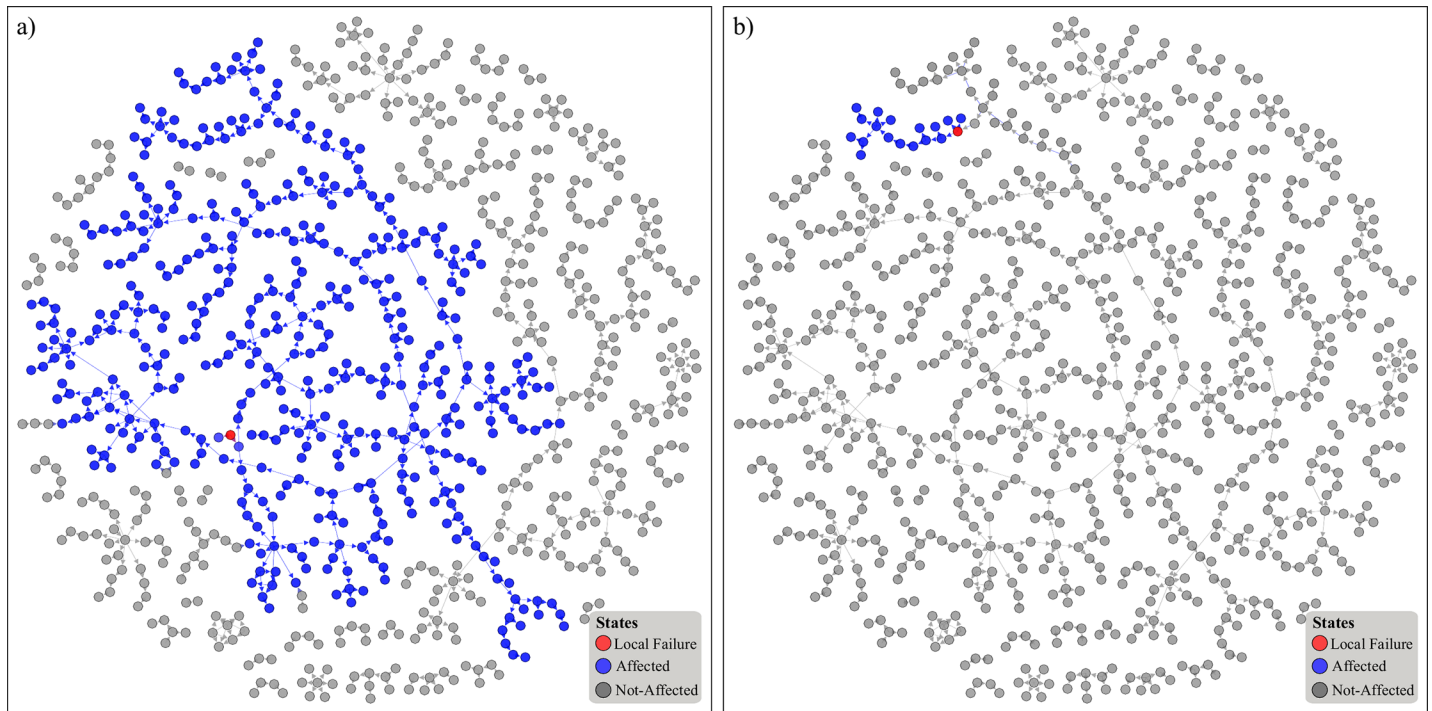 a)
States
Local Failure
Affected
Not-Affected
b)
States
Local Failure
Affected
Not-Affected